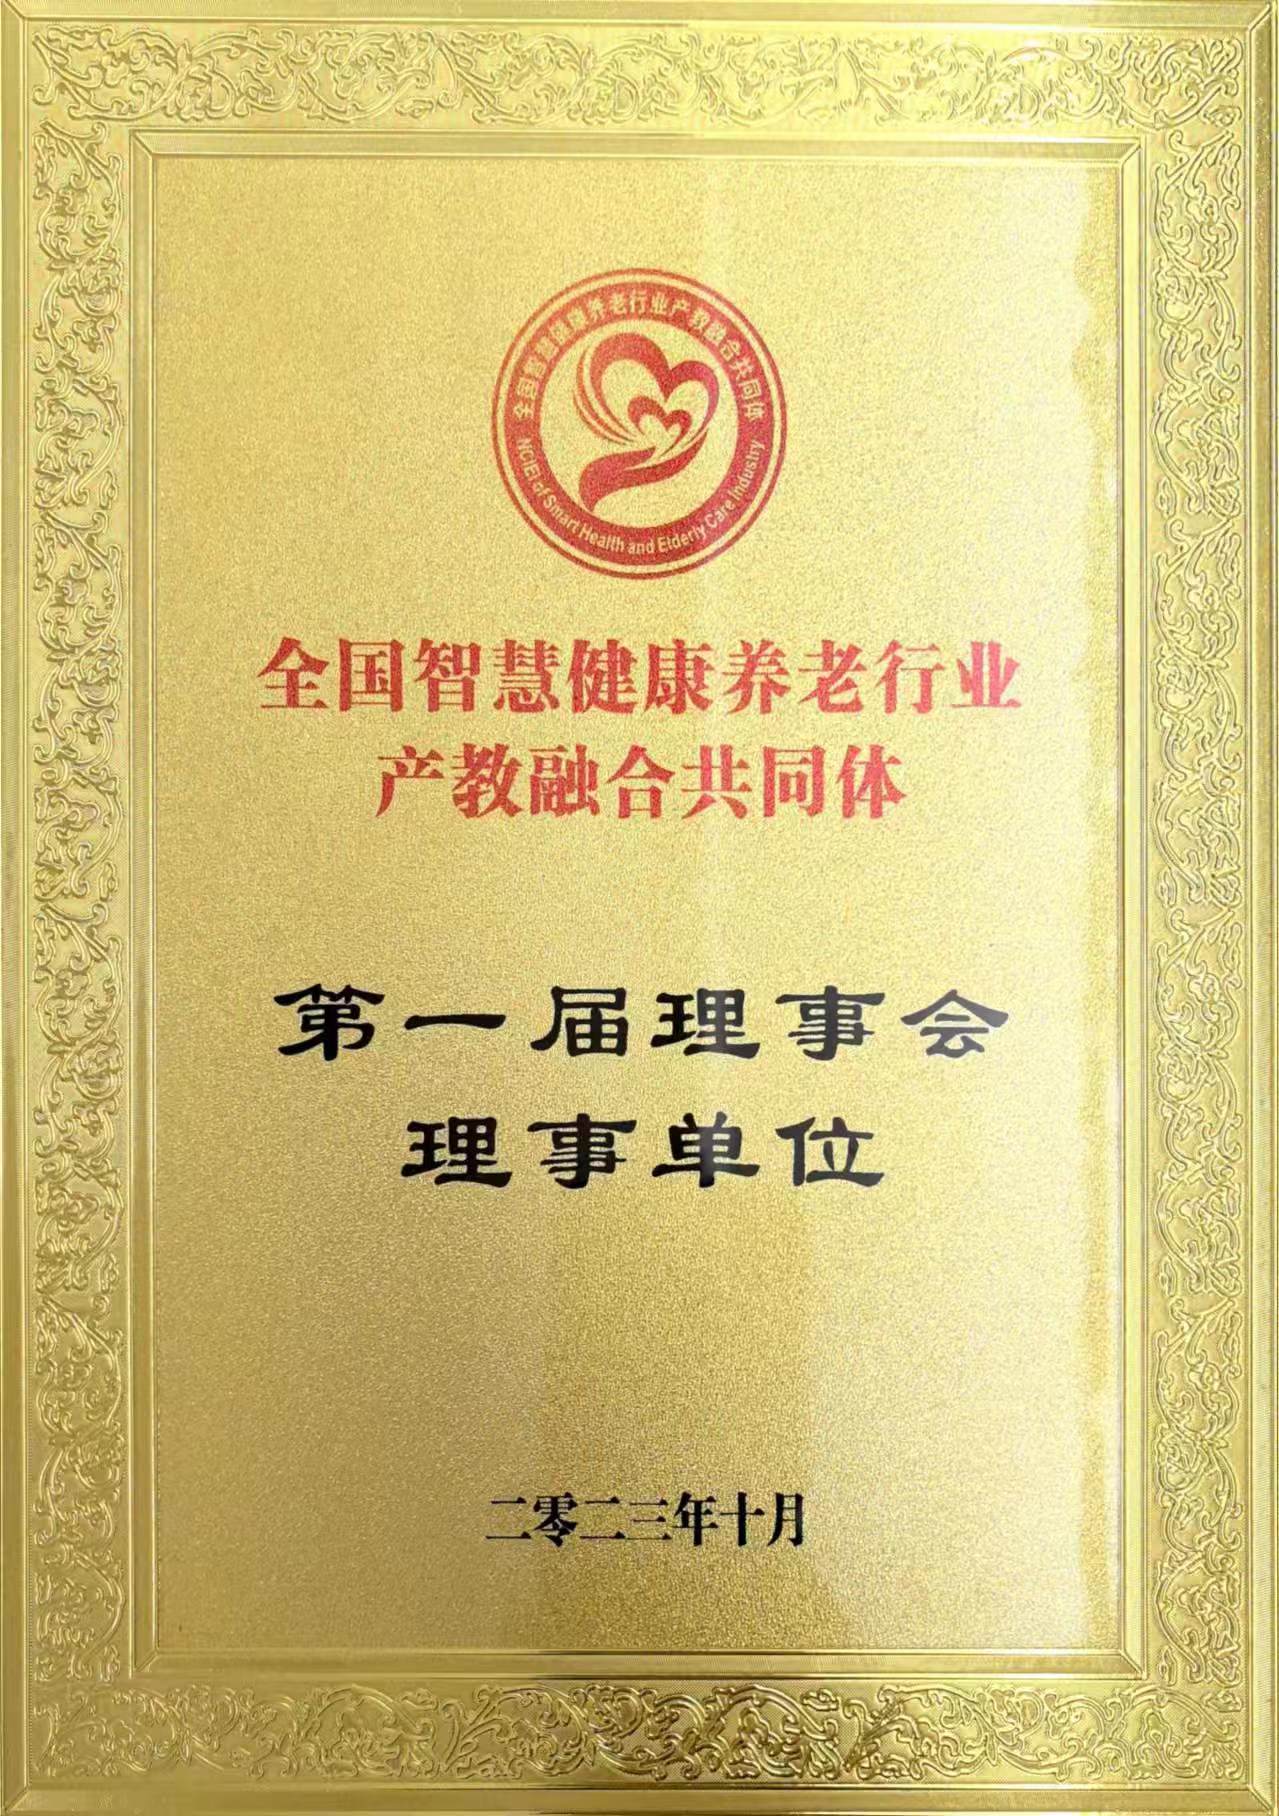 全国智慧健康养老行业产教融合共同体
NCIEI of Smart Health and Elderly Care Industry
全国智慧健康养老行业
产教融合共同体
第一届理事会
理事单位
二零二三年十月